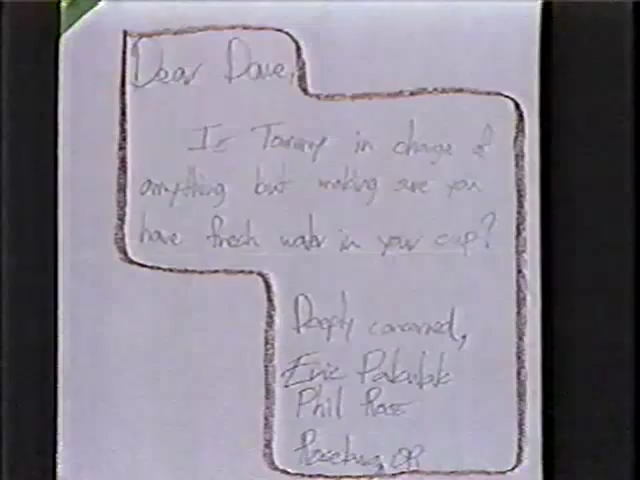 Dear Dave,
Is Tommy in charge of
anything but making sure you
have fresh water in your cup?
Deeply concerned,
Eric Pakulak
Phil Ross
Roseburg, OR